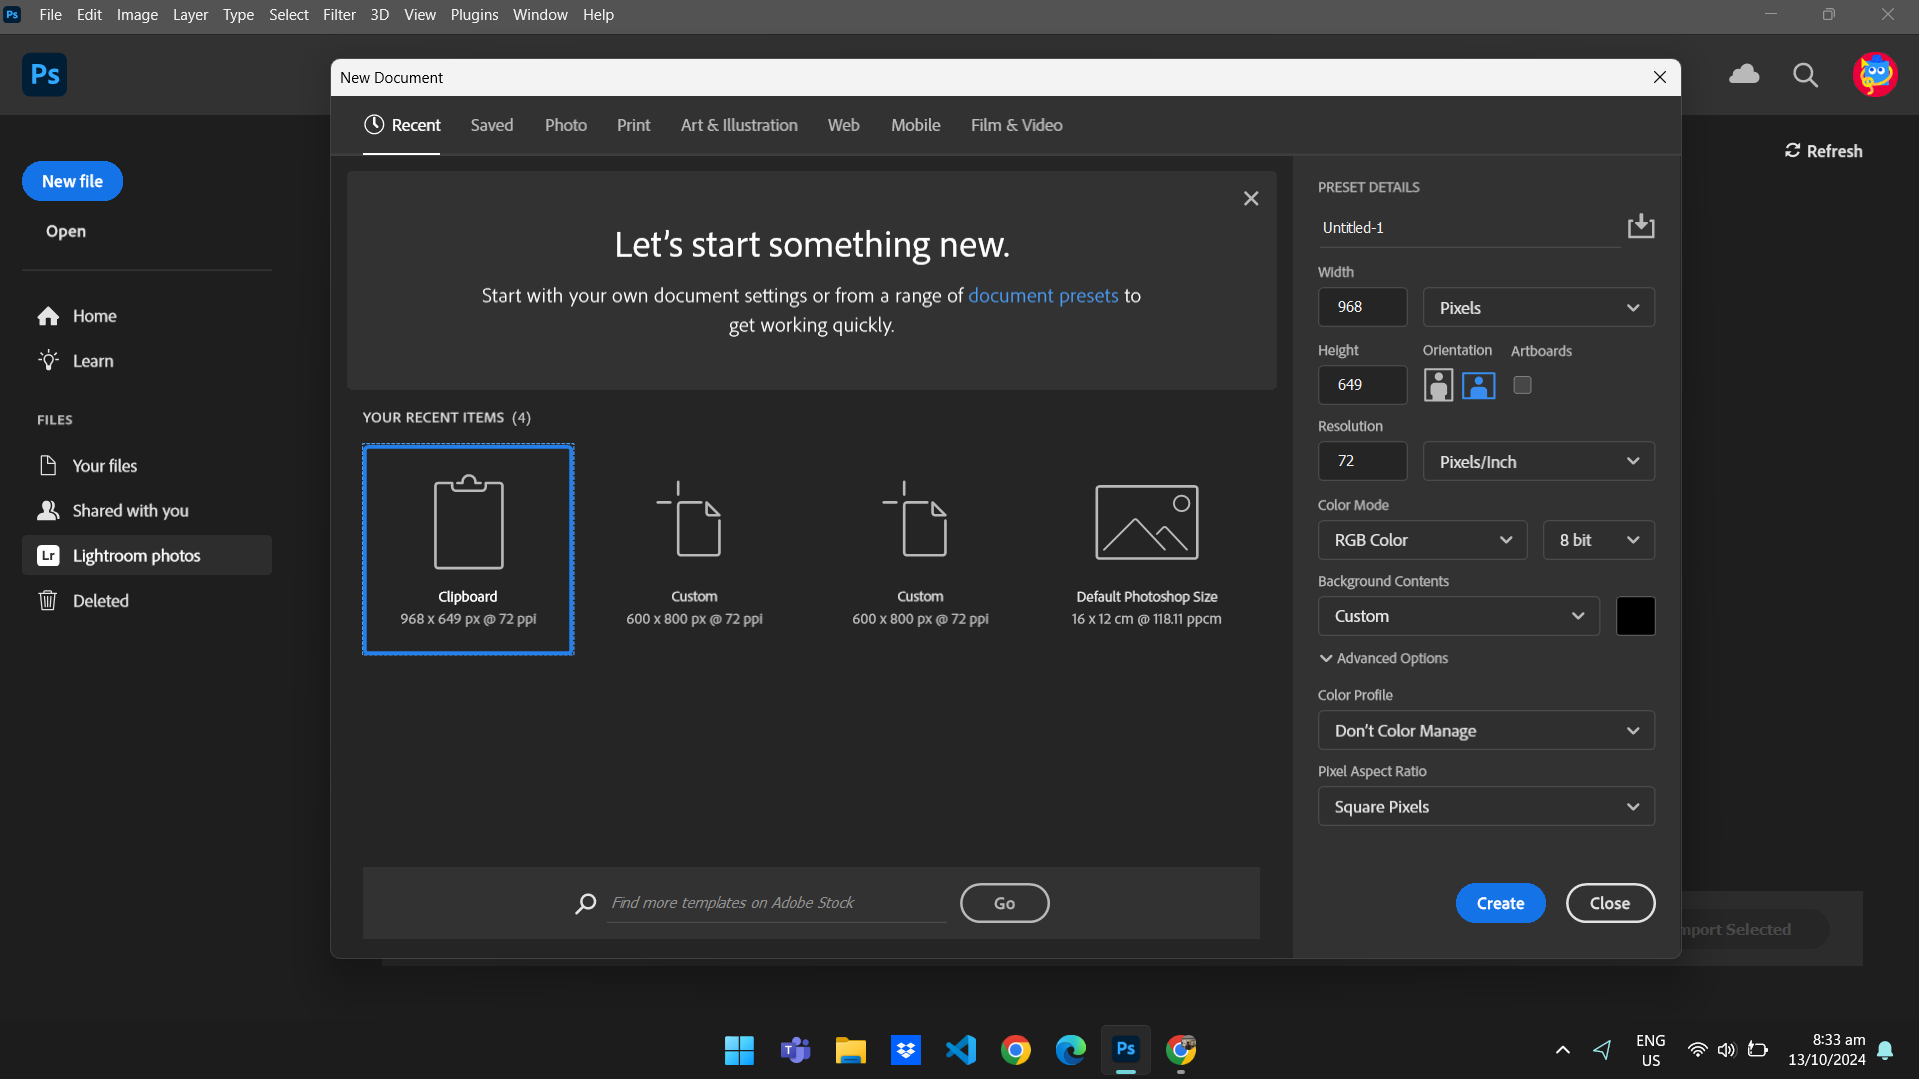 Ps File Edit Image Layer Type Select Filter 3D View Plugins Window Help
Ps
New file
Open
Home
Learn
FILES
Your files
Shared with you
Lr Lightroom photos
Deleted
New Document
Recent Saved Photo Print Art & Illustration Web Mobile Film & Video
Refresh
Let's start something new.
Start with your own document settings or from a range of document presets to
get working quickly.
YOUR RECENT ITEMS (4)
Clipboard
968 x 649 px @ 72 ppi
Custom
600 x 800 px @ 72 ppi
Custom
600 x 800 px @ 72 ppi
Default Photoshop Size
16 x 12 cm @ 118.11 ppcm
Find more templates on Adobe Stock Go
PRESET DETAILS
Untitled-1
Width
968 Pixels
Height Orientation Artboards
649
Resolution
72 Pixels/Inch
Color Mode
RGB Color 8 bit
Background Contents
Custom
Advanced Options
Color Profile
Don't Color Manage
Pixel Aspect Ratio
Square Pixels
Create Close
mport Selected
Ps
ENG
US
8:33 am
13/10/2024